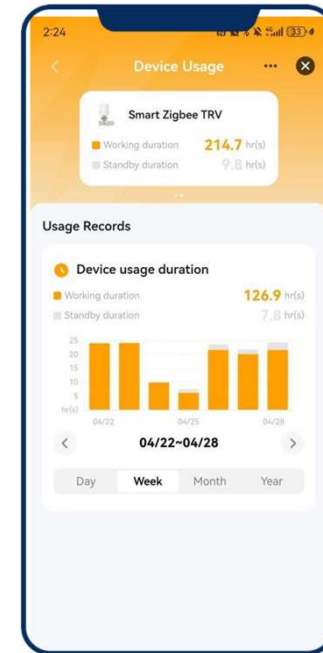 2:24
Device Usage
Smart Zigbee TRV
Working duration 214.7 hr(s)
Standby duration 9.8 hr(s)
Usage Records
Device usage duration
Working duration 126.9 hr(s)
Standby duration 7.8 hr(s)
25
20
15
10
5
hr(s)
04/22 04/25 04/28
04/22~04/28
Day Week Month Year